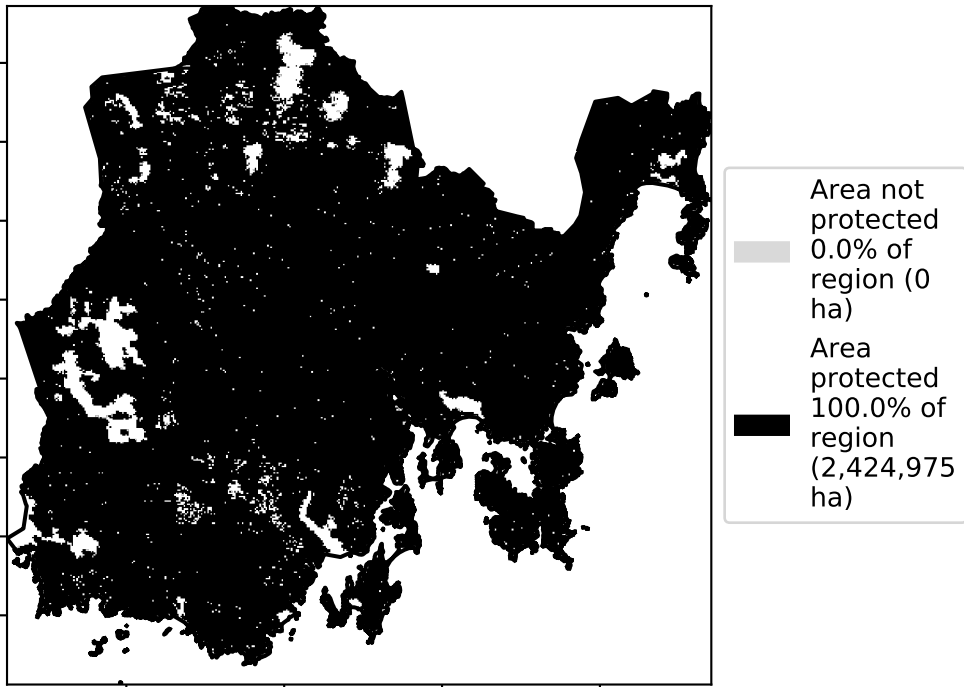 Area not
protected
0.0% of
region (0
ha)
Area
protected
100.0% of
region
(2,424,975
ha)